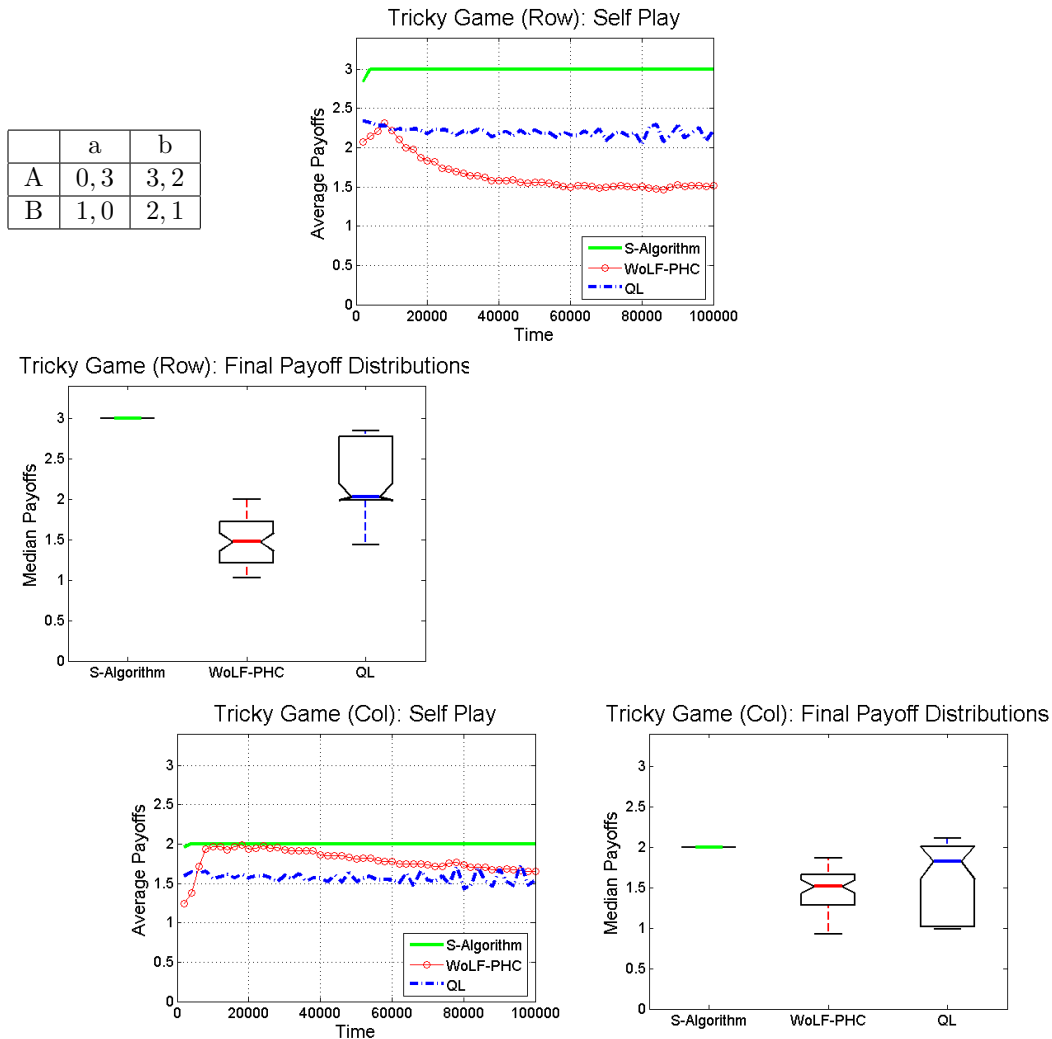 Tricky Game (Row): Self Play
a b
A 0, 3 3, 2
B 1, 0 2, 1
Average Payoffs
3
2.5
2
1.5
1
0.5
0
S-Algorithm
WoLF-PHC
QL
0 20000 40000 60000 80000 100000
Time
Tricky Game (Row): Final Payoff Distributions
Median Payoffs
3
2.5
2
1.5
1
0.5
0
S-Algorithm WoLF-PHC QL
Tricky Game (Col): Self Play
Average Payoffs
3
2.5
2
1.5
1
0.5
0
S-Algorithm
WoLF-PHC
QL
0 20000 40000 60000 80000 100000
Time
Tricky Game (Col): Final Payoff Distributions
Median Payoffs
3
2.5
2
1.5
1
0.5
0
S-Algorithm WoLF-PHC QL